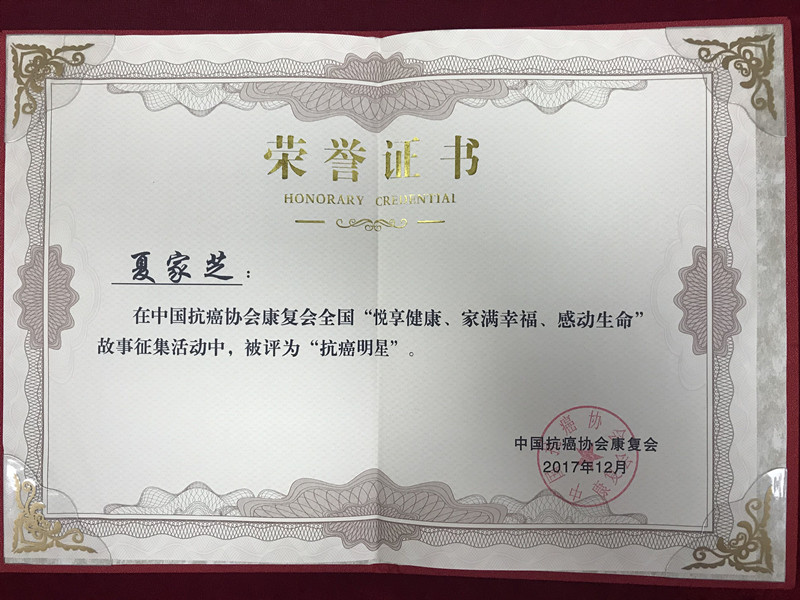 荣誉证书
HONORARY CREDENTIAL
夏家芝：
在中国抗癌协会康复会全国“悦享健康、家满幸福、感动生命”
故事征集活动中，被评为“抗癌明星”。
中国抗癌协会康复会
2017年12月